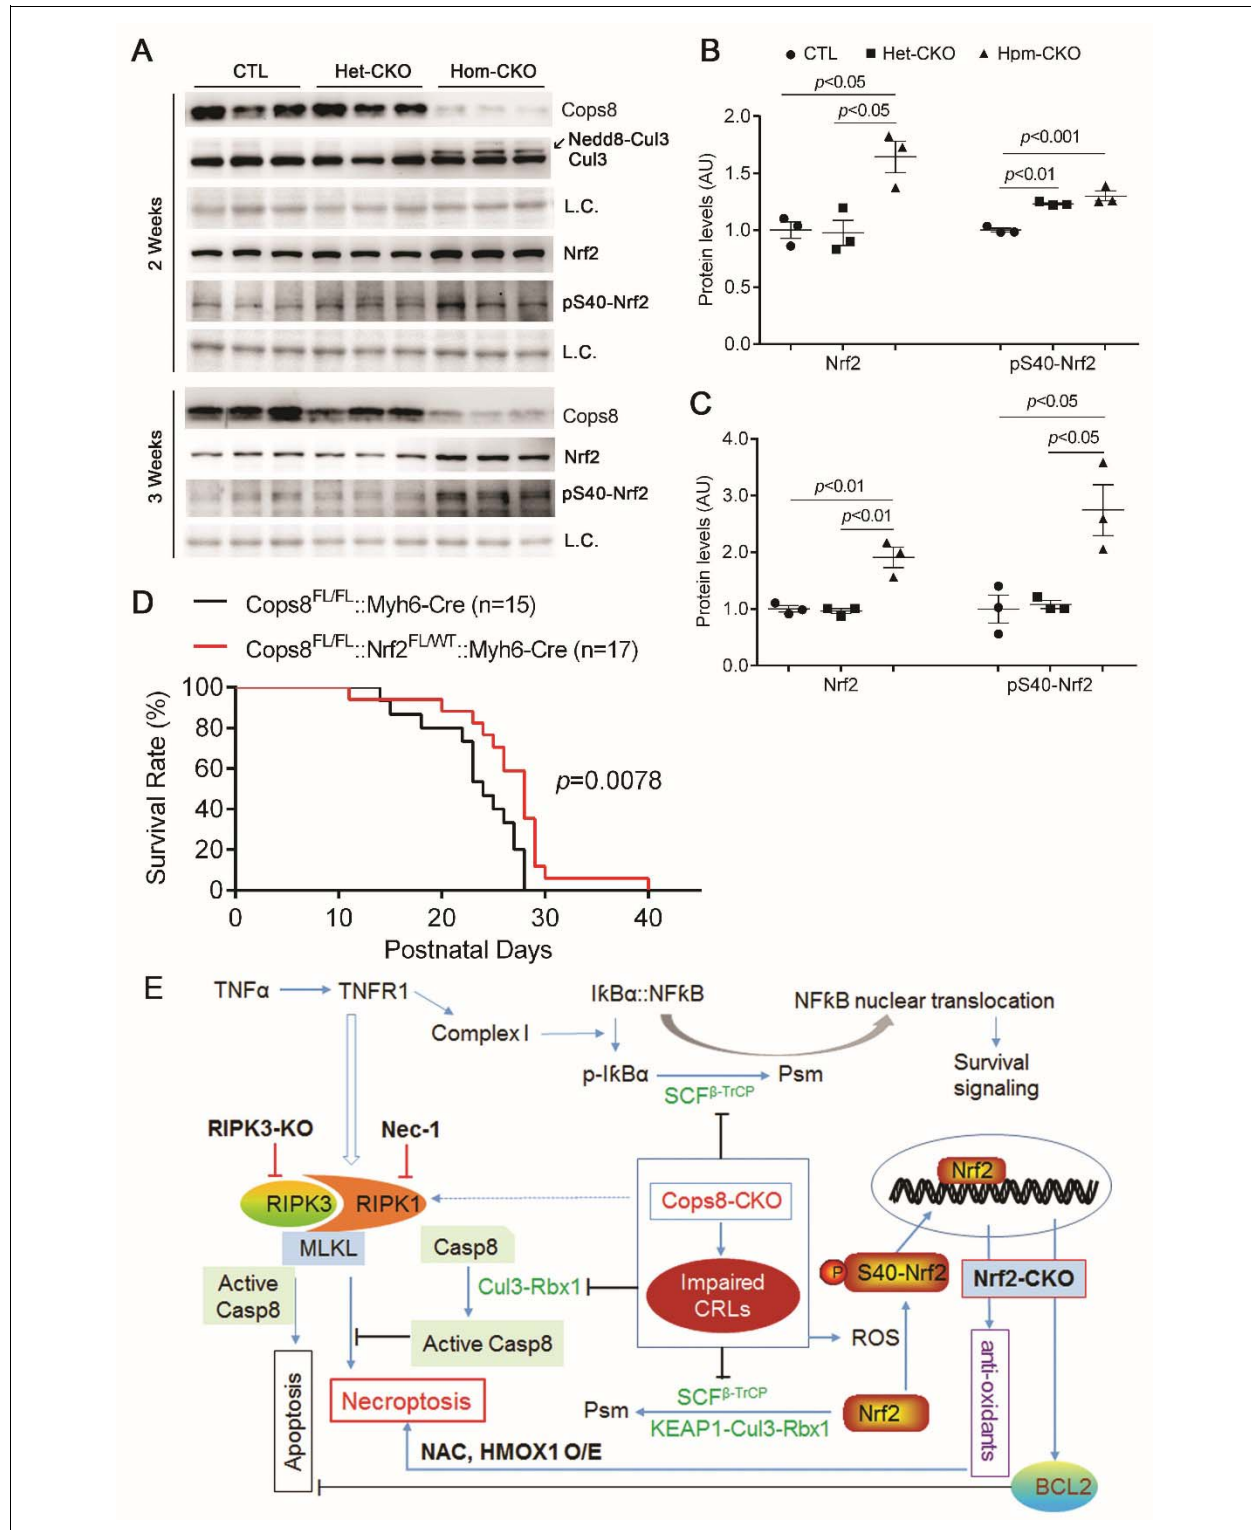 A
CTL Het-CKO Hom-CKO
2 Weeks
Cops8
Nedd8-Cul3
Cul3
L.C.
Nrf2
pS40-Nrf2
L.C.
3 Weeks
Cops8
Nrf2
pS40-Nrf2
L.C.
B
CTL Het-CKO Hpm-CKO
p<0.05
p<0.05
p<0.001
p<0.01
Protein levels (AU)
2.0
1.5
1.0
0.5
0.0
Nrf2 pS40-Nrf2
C
p<0.05
p<0.05
p<0.01
p<0.01
Protein levels (AU)
4.0
3.0
2.0
1.0
0.0
Nrf2 pS40-Nrf2
D
Cops8FL/FL::Myh6-Cre (n=15)
Cops8FL/FL::Nrf2FL/WT::Myh6-Cre (n=17)
Survival Rate (%)
100
80
60
40
20
0
p=0.0078
0 10 20 30 40
Postnatal Days
E
TNFα TNFR1 IƙBα::NFƙB NFƙB nuclear translocation
Complex I
p-IƙBα Psm
SCFβ-TrCP
Survival
signaling
RIPK3-KO Nec-1
RIPK3 RIPK1
MLKL
Cops8-CKO
Nrf2
Casp8
Active
Casp8
Cul3-Rbx1
Impaired
CRLs
P S40-Nrf2
Nrf2-CKO
Active Casp8
ROS
Apoptosis
Necroptosis
anti-oxidants
SCFβ-TrCP
Psm
KEAP1-Cul3-Rbx1
Nrf2
NAC, HMOX1 O/E
BCL2